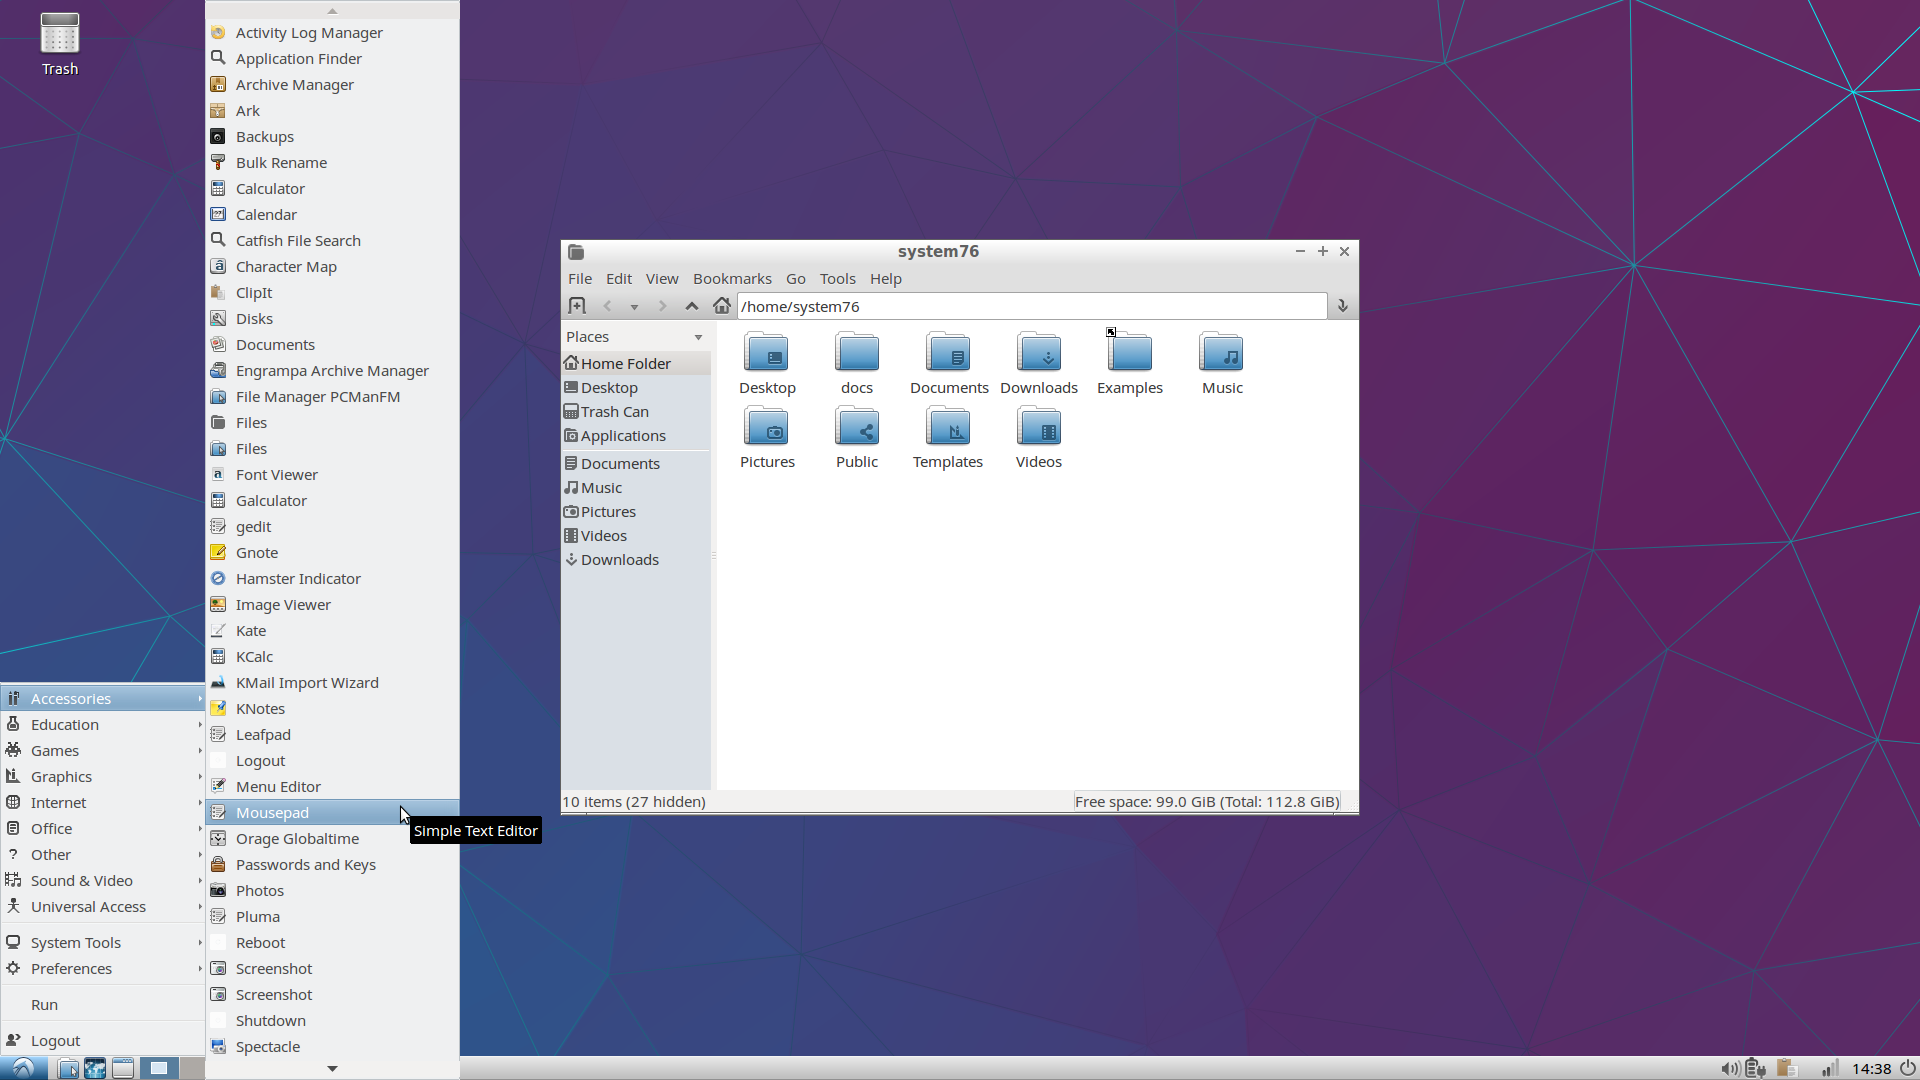 Trash
Activity Log Manager
Application Finder
Archive Manager
Ark
Backups
Bulk Rename
Calculator
Calendar
Catfish File Search
Character Map
ClipIt
Disks
Documents
Engrampa Archive Manager
File Manager PCManFM
Files
Files
Font Viewer
Galculator
gedit
Gnote
Hamster Indicator
Image Viewer
Kate
KCalc
KMail Import Wizard
KNotes
Leafpad
Logout
Menu Editor
Mousepad
Orage Globaltime
Passwords and Keys
Photos
Pluma
Reboot
Screenshot
Screenshot
Shutdown
Spectacle
Simple Text Editor
Accessories
Education
Games
Graphics
Internet
Office
Other
Sound & Video
Universal Access
System Tools
Preferences
Run
Logout
system76
File Edit View Bookmarks Go Tools Help
/home/system76
Places
Home Folder
Desktop
Trash Can
Applications
Documents
Music
Pictures
Videos
Downloads
Desktop docs Documents Downloads Examples Music
Pictures Public Templates Videos
10 items (27 hidden) Free space: 99.0 GiB (Total: 112.8 GiB)
14:38